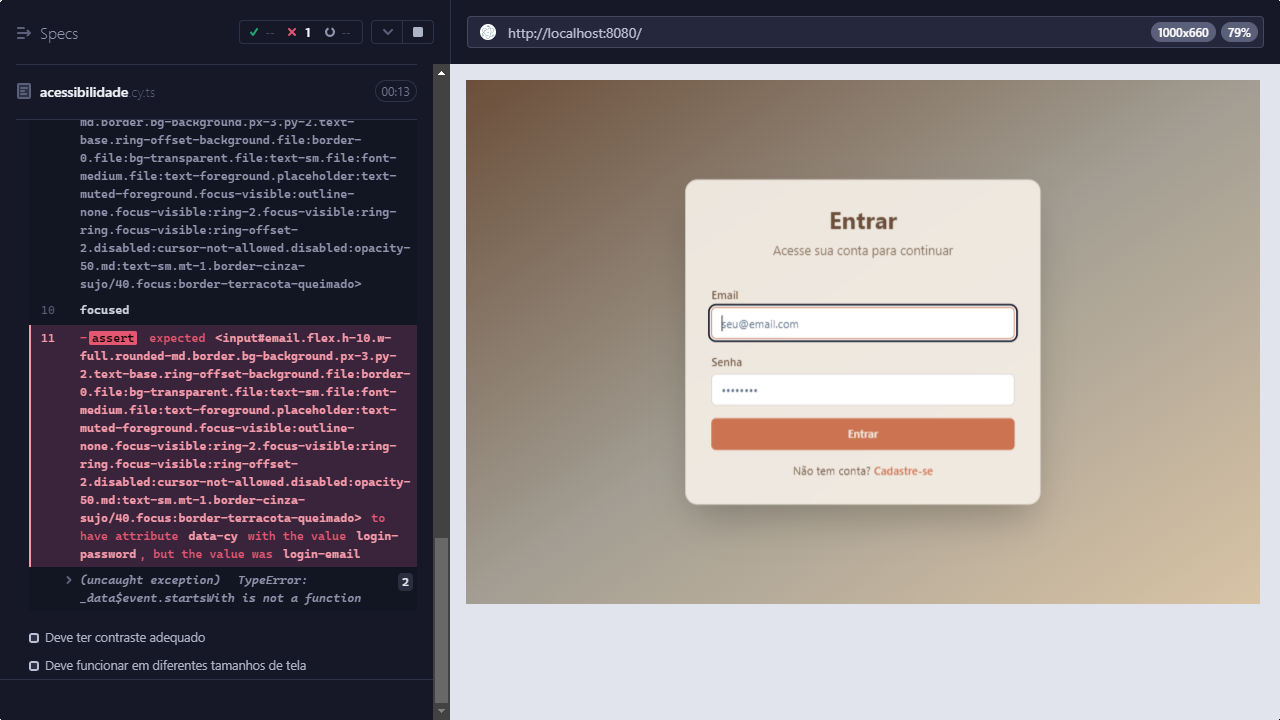 Specs
-- 1 --
acessibilidade.cy.ts 00:13
md.border.bg-background.px-3.py-2.text-
base.ring-offset-background.file:border-
0.file:bg-transparent.file:text-sm.file:font-
medium.file:text-foreground.placeholder:text-
muted-foreground.focus-visible:outline-
none.focus-visible:ring-2.focus-visible:ring-
ring.focus-visible:ring-offset-
2.disabled:cursor-not-allowed.disabled:opacity-
50.md:text-sm.mt-1.border-cinza-
sujo/40.focus:border-terracota-queimado>
10 focused
11 -assert expected <input#email.flex.h-10.w-
full.rounded-md.border.bg-background.px-3.py-
2.text-base.ring-offset-background.file:border-
0.file:bg-transparent.file:text-sm.file:font-
medium.file:text-foreground.placeholder:text-
muted-foreground.focus-visible:outline-
none.focus-visible:ring-2.focus-visible:ring-
ring.focus-visible:ring-offset-
2.disabled:cursor-not-allowed.disabled:opacity-
50.md:text-sm.mt-1.border-cinza-
sujo/40.focus:border-terracota-queimado> to
have attribute data-cy with the value login-
password, but the value was login-email
(uncaught exception) TypeError: 2
_data$event.startsWith is not a function
Deve ter contraste adequado
Deve funcionar em diferentes tamanhos de tela
http://localhost:8080/ 1000x660 79%
Entrar
Acesse sua conta para continuar
Email
seu@email.com
Senha
••••••••
Entrar
Não tem conta? Cadastre-se